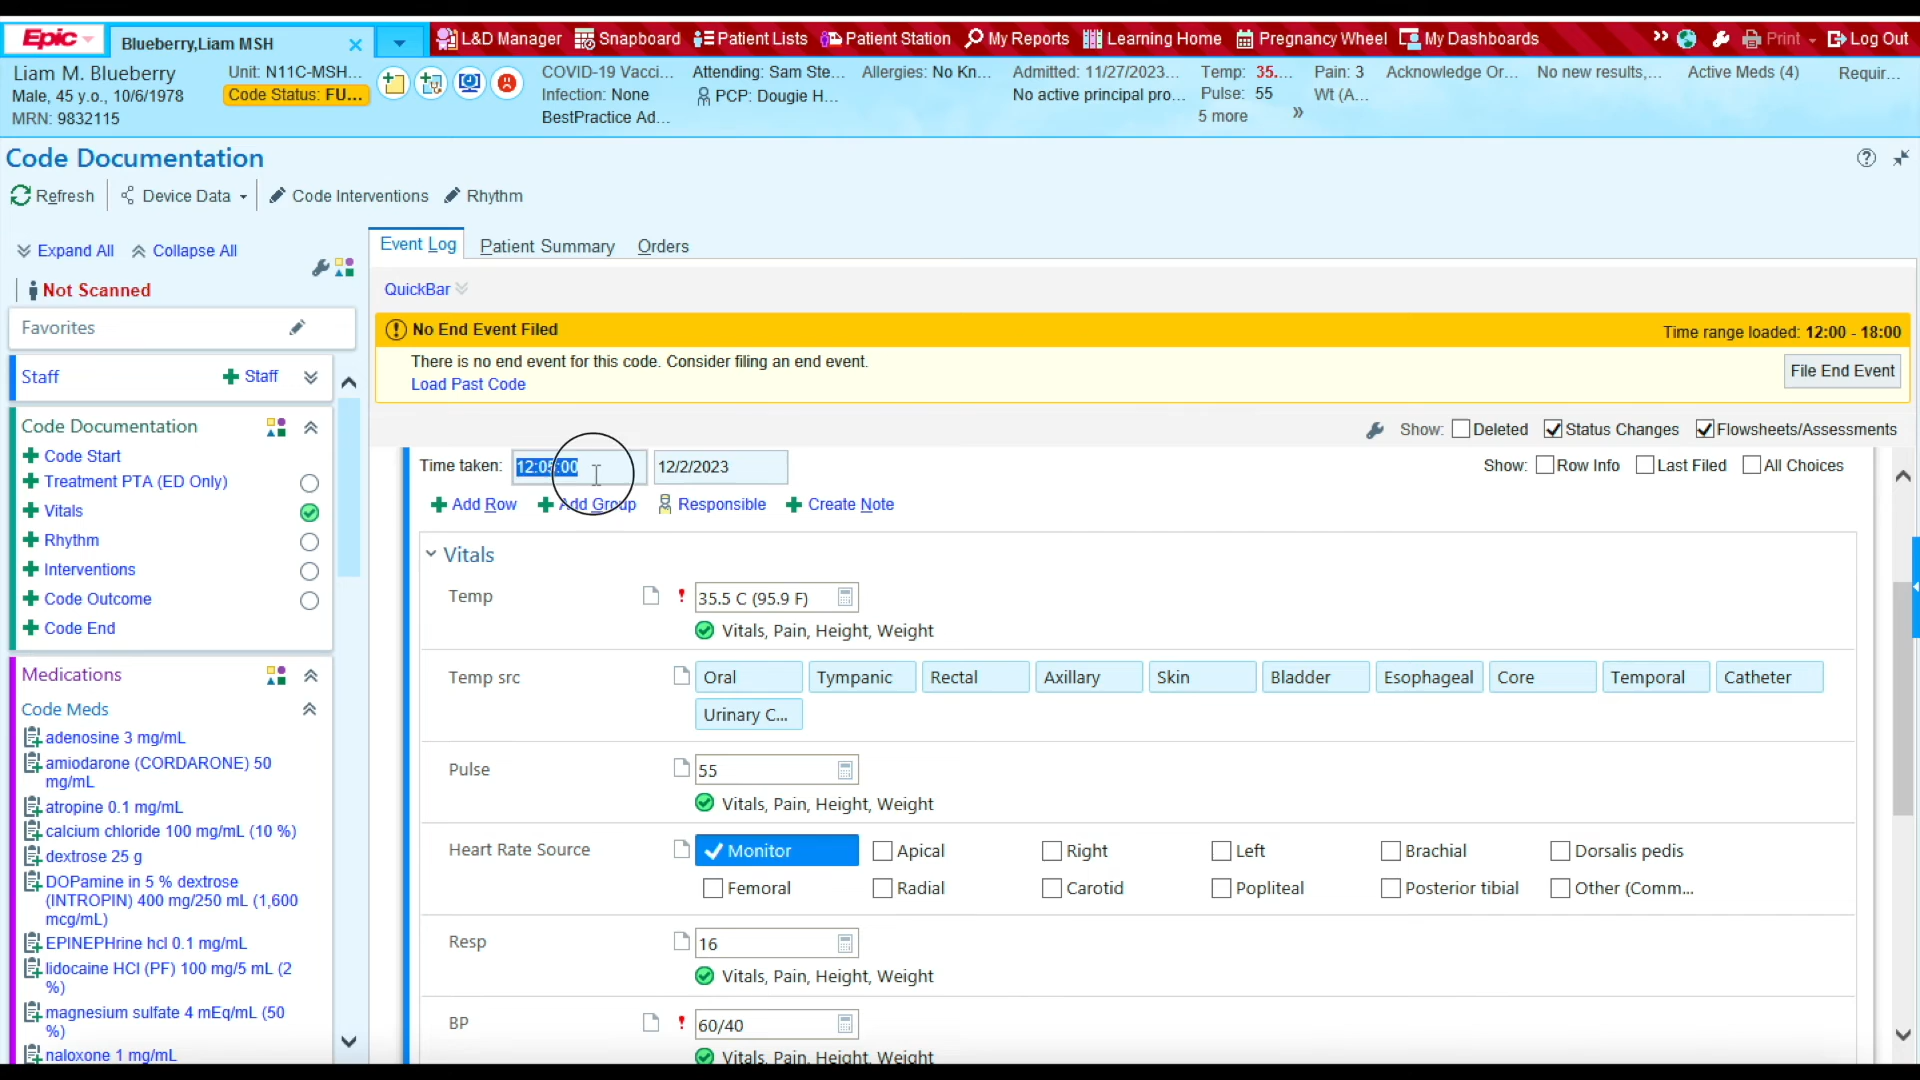 Epic
Blueberry,Liam MSH
L&D Manager Snapboard Patient Lists Patient Station My Reports Learning Home Pregnancy Wheel My Dashboards Print Log Out
Liam M. Blueberry
Male, 45 y.o., 10/6/1978
MRN: 9832115
Unit: N11C-MSH...
Code Status: FU...
COVID-19 Vacci...
Infection: None
BestPractice Ad...
Attending: Sam Ste...
PCP: Dougie H...
Allergies: No Kn...
Admitted: 11/27/2023...
No active principal pro...
Temp: 35....
Pulse: 55
5 more
Pain: 3
Wt (A...
Acknowledge Or...
No new results,...
Active Meds (4)
Requir...
Code Documentation
Refresh Device Data Code Interventions Rhythm
Expand All Collapse All
Not Scanned
Favorites
Staff + Staff
Code Documentation
Code Start
Treatment PTA (ED Only)
Vitals
Rhythm
Interventions
Code Outcome
Code End
Medications
Code Meds
adenosine 3 mg/mL
amiodarone (CORDARONE) 50
mg/mL
atropine 0.1 mg/mL
calcium chloride 100 mg/mL (10 %)
dextrose 25 g
DOPamine in 5 % dextrose
(INTROPIN) 400 mg/250 mL (1,600
mcg/mL)
EPINEPHrine hcl 0.1 mg/mL
lidocaine HCl (PF) 100 mg/5 mL (2
%)
magnesium sulfate 4 mEq/mL (50
%)
naloxone 1 mg/mL
Event Log Patient Summary Orders
QuickBar
No End Event Filed Time range loaded: 12:00 - 18:00
There is no end event for this code. Consider filing an end event.
Load Past Code
File End Event
Show: Deleted Status Changes Flowsheets/Assessments
Time taken: 12:05:00 12/2/2023 Show: Row Info Last Filed All Choices
Add Row Add Group Responsible Create Note
Vitals
Temp ! 35.5 C (95.9 F)
Vitals, Pain, Height, Weight
Temp src Oral Tympanic Rectal Axillary Skin Bladder Esophageal Core Temporal Catheter
Urinary C...
Pulse 55
Vitals, Pain, Height, Weight
Heart Rate Source Monitor Apical Right Left Brachial Dorsalis pedis
Femoral Radial Carotid Popliteal Posterior tibial Other (Comm...
Resp 16
Vitals, Pain, Height, Weight
BP ! 60/40
Vitals, Pain, Height, Weight